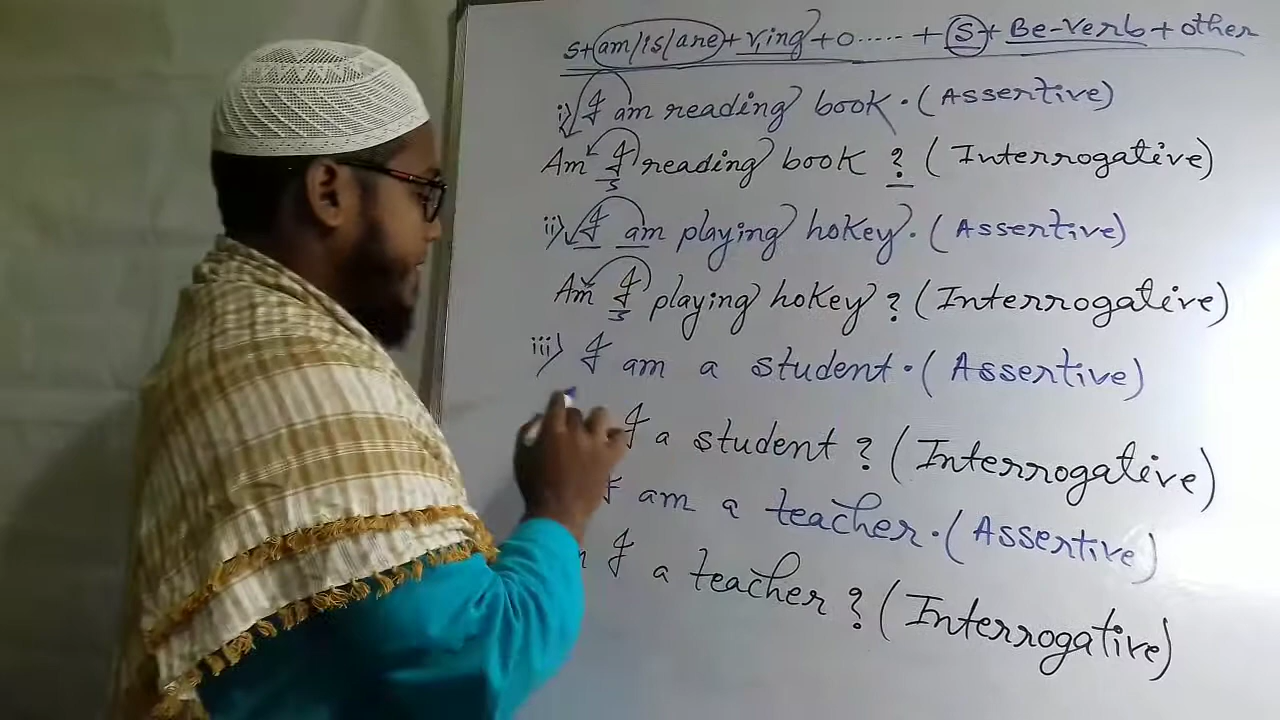 S+am/is/are+V₁ing+O.....+S+Be-verb+other
i) I am reading book. (Assertive)
Am I reading book ? (Interrogative)
ii) I am playing hokey. (Assertive)
Am I playing hokey ? (Interrogative)
iii) I am a student. (Assertive)
I a student ? (Interrogative)
I am a teacher. (Assertive)
I a teacher ? (Interrogative)